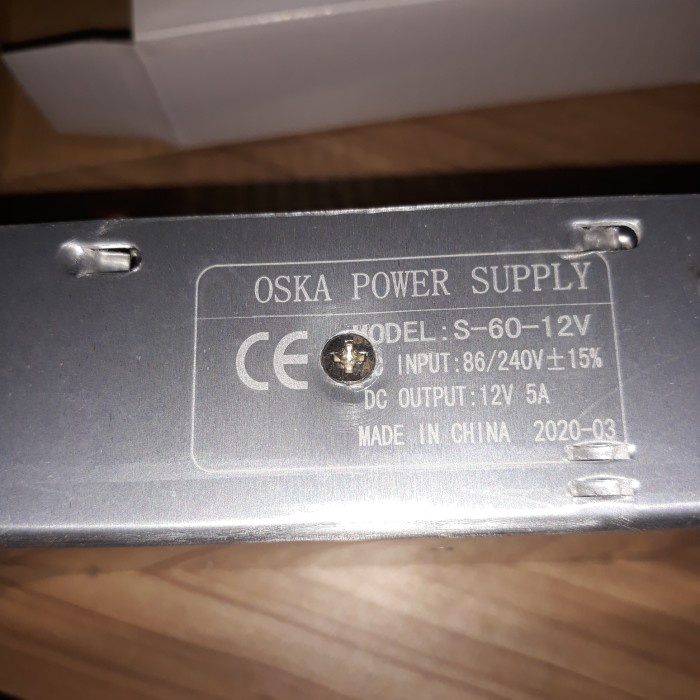 OSKA POWER SUPPLY
CE
MODEL:S-60-12V
INPUT:86/240V±15%
DC OUTPUT:12V 5A
MADE IN CHINA 2020-03